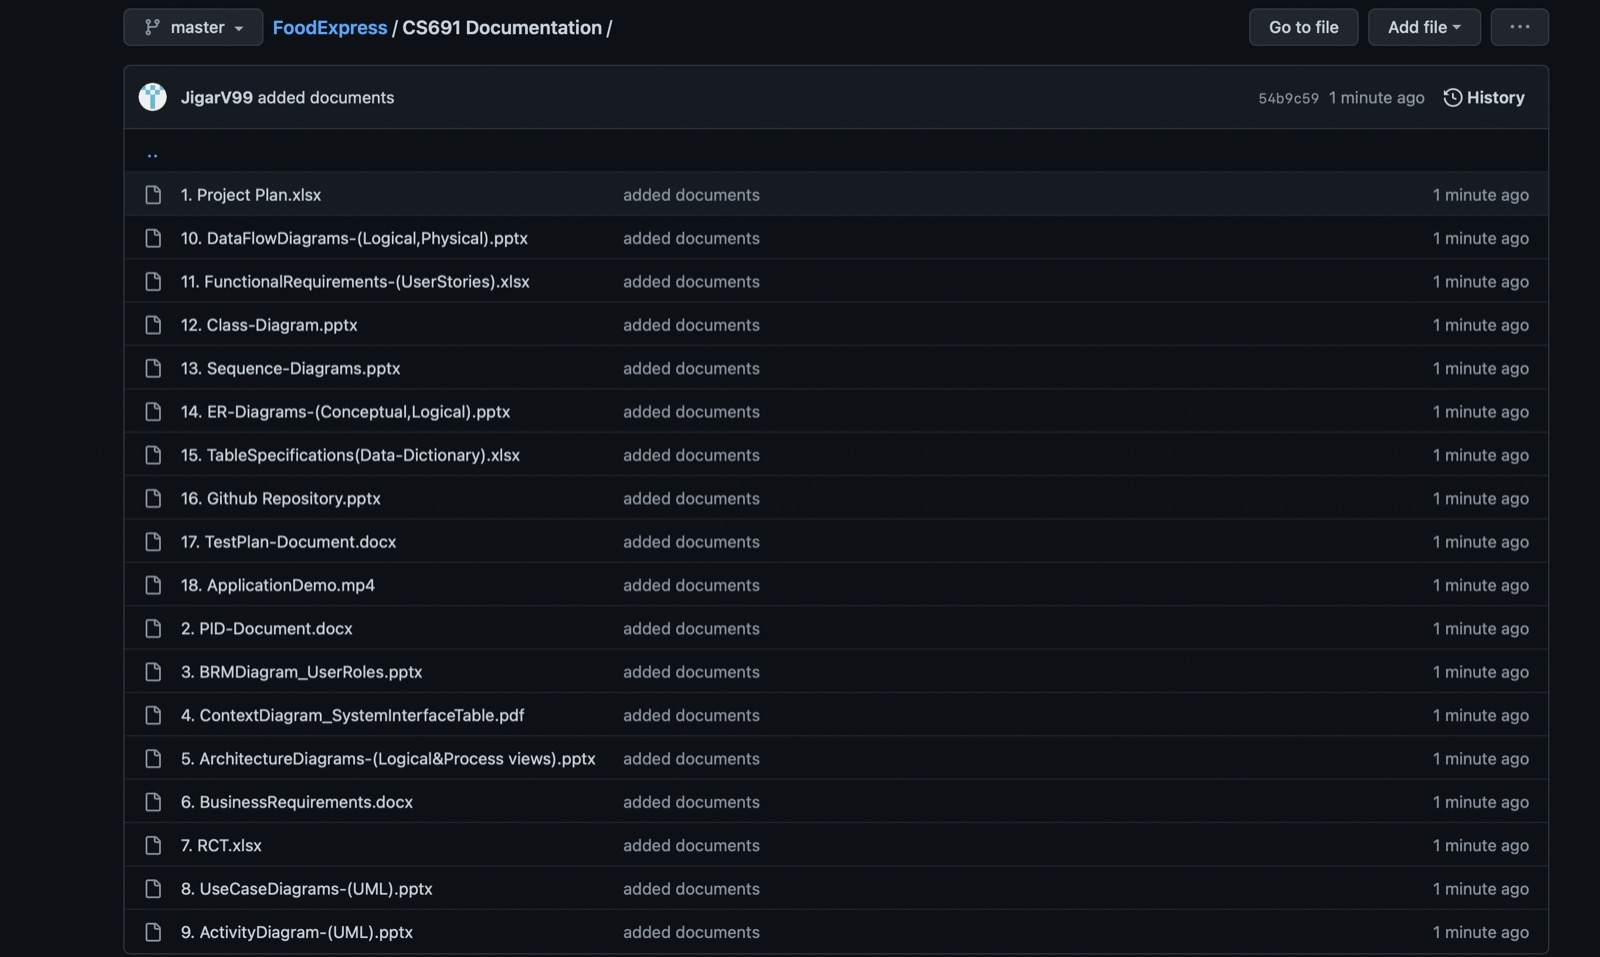 master FoodExpress / CS691 Documentation / Go to file Add file ...
JigarV99 added documents 54b9c59 1 minute ago History
..
1. Project Plan.xlsx added documents 1 minute ago
10. DataFlowDiagrams-(Logical,Physical).pptx added documents 1 minute ago
11. FunctionalRequirements-(UserStories).xlsx added documents 1 minute ago
12. Class-Diagram.pptx added documents 1 minute ago
13. Sequence-Diagrams.pptx added documents 1 minute ago
14. ER-Diagrams-(Conceptual,Logical).pptx added documents 1 minute ago
15. TableSpecifications(Data-Dictionary).xlsx added documents 1 minute ago
16. Github Repository.pptx added documents 1 minute ago
17. TestPlan-Document.docx added documents 1 minute ago
18. ApplicationDemo.mp4 added documents 1 minute ago
2. PID-Document.docx added documents 1 minute ago
3. BRMDiagram_UserRoles.pptx added documents 1 minute ago
4. ContextDiagram_SystemInterfaceTable.pdf added documents 1 minute ago
5. ArchitectureDiagrams-(Logical&Process views).pptx added documents 1 minute ago
6. BusinessRequirements.docx added documents 1 minute ago
7. RCT.xlsx added documents 1 minute ago
8. UseCaseDiagrams-(UML).pptx added documents 1 minute ago
9. ActivityDiagram-(UML).pptx added documents 1 minute ago